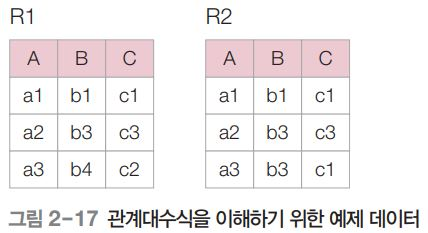 R1 R2
A B C A B C
a1 b1 c1 a1 b1 c1
a2 b3 c3 a2 b3 c3
a3 b4 c2 a3 b3 c1
그림 2-17 관계대수식을 이해하기 위한 예제 데이터